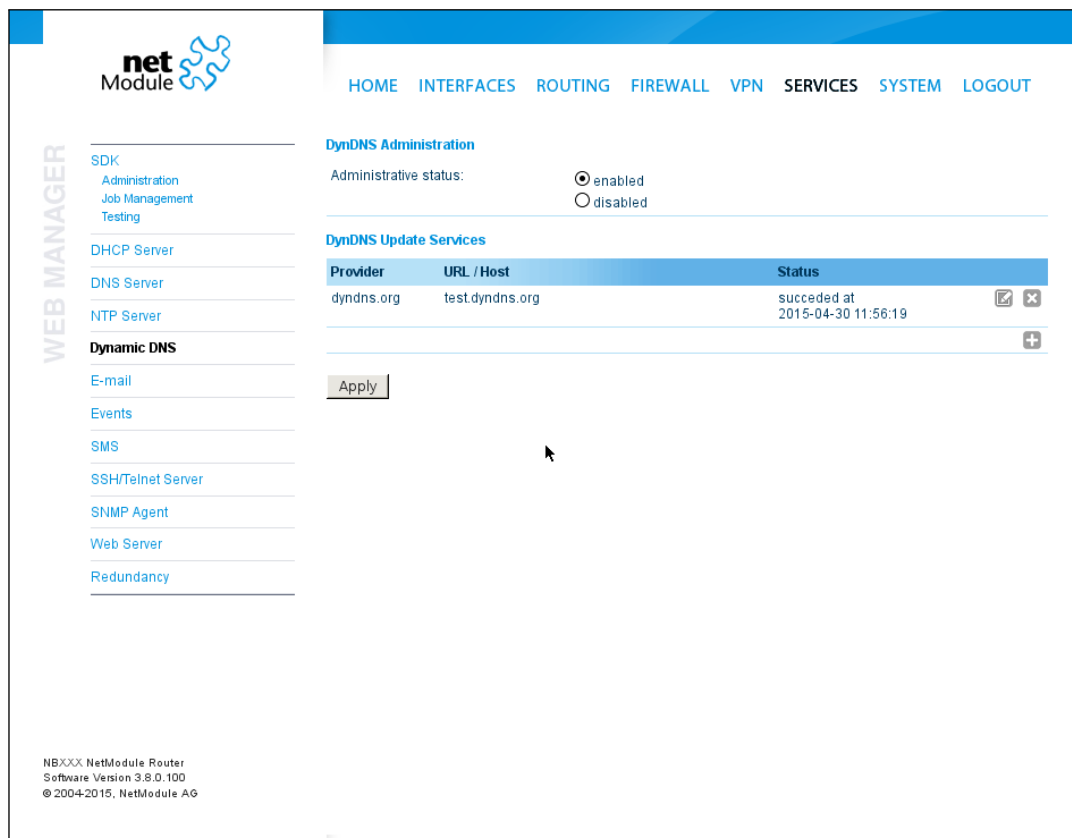 net
Module
HOME INTERFACES ROUTING FIREWALL VPN SERVICES SYSTEM LOGOUT
WEB MANAGER
SDK
Administration
Job Management
Testing
DHCP Server
DNS Server
NTP Server
Dynamic DNS
E-mail
Events
SMS
SSH/Telnet Server
SNMP Agent
Web Server
Redundancy
DynDNS Administration
Administrative status: enabled
disabled
DynDNS Update Services
Provider URL / Host Status
dyndns.org test.dyndns.org succeded at
2015-04-30 11:56:19
Apply
NBXXX NetModule Router
Software Version 3.8.0.100
© 2004-2015, NetModule AG